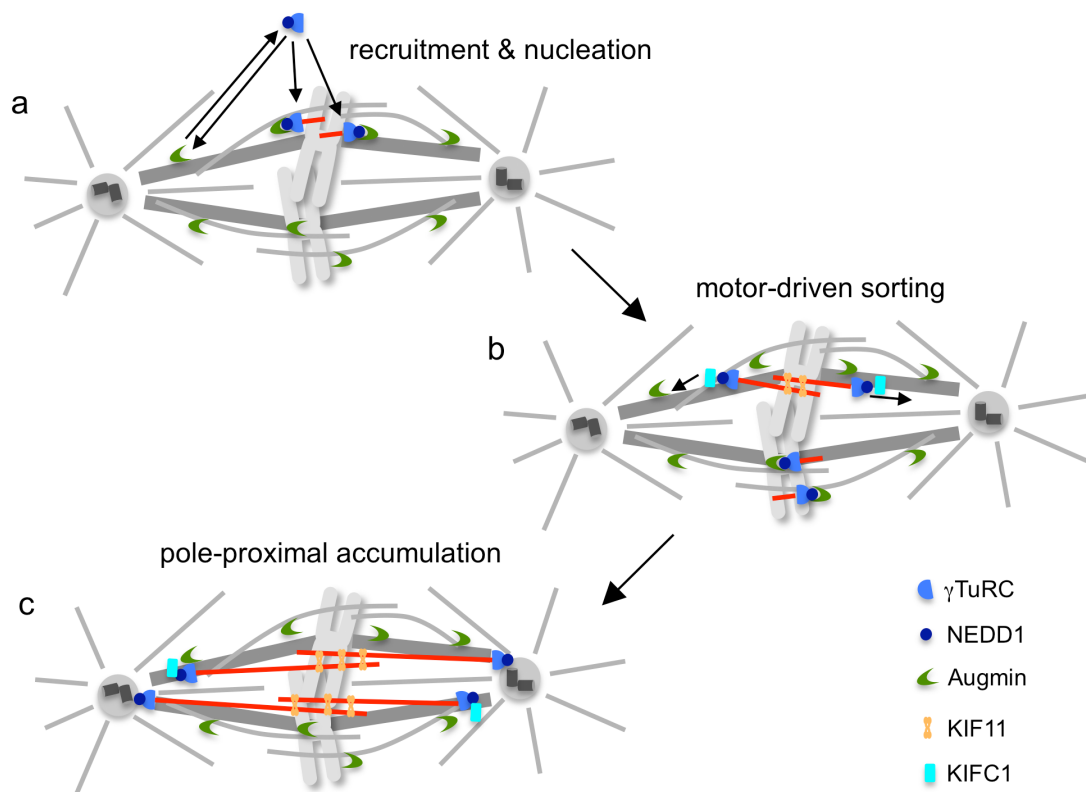 recruitment & nucleation
a
motor-driven sorting
b
pole-proximal accumulation
c
γTuRC
NEDD1
Augmin
KIF11
KIFC1